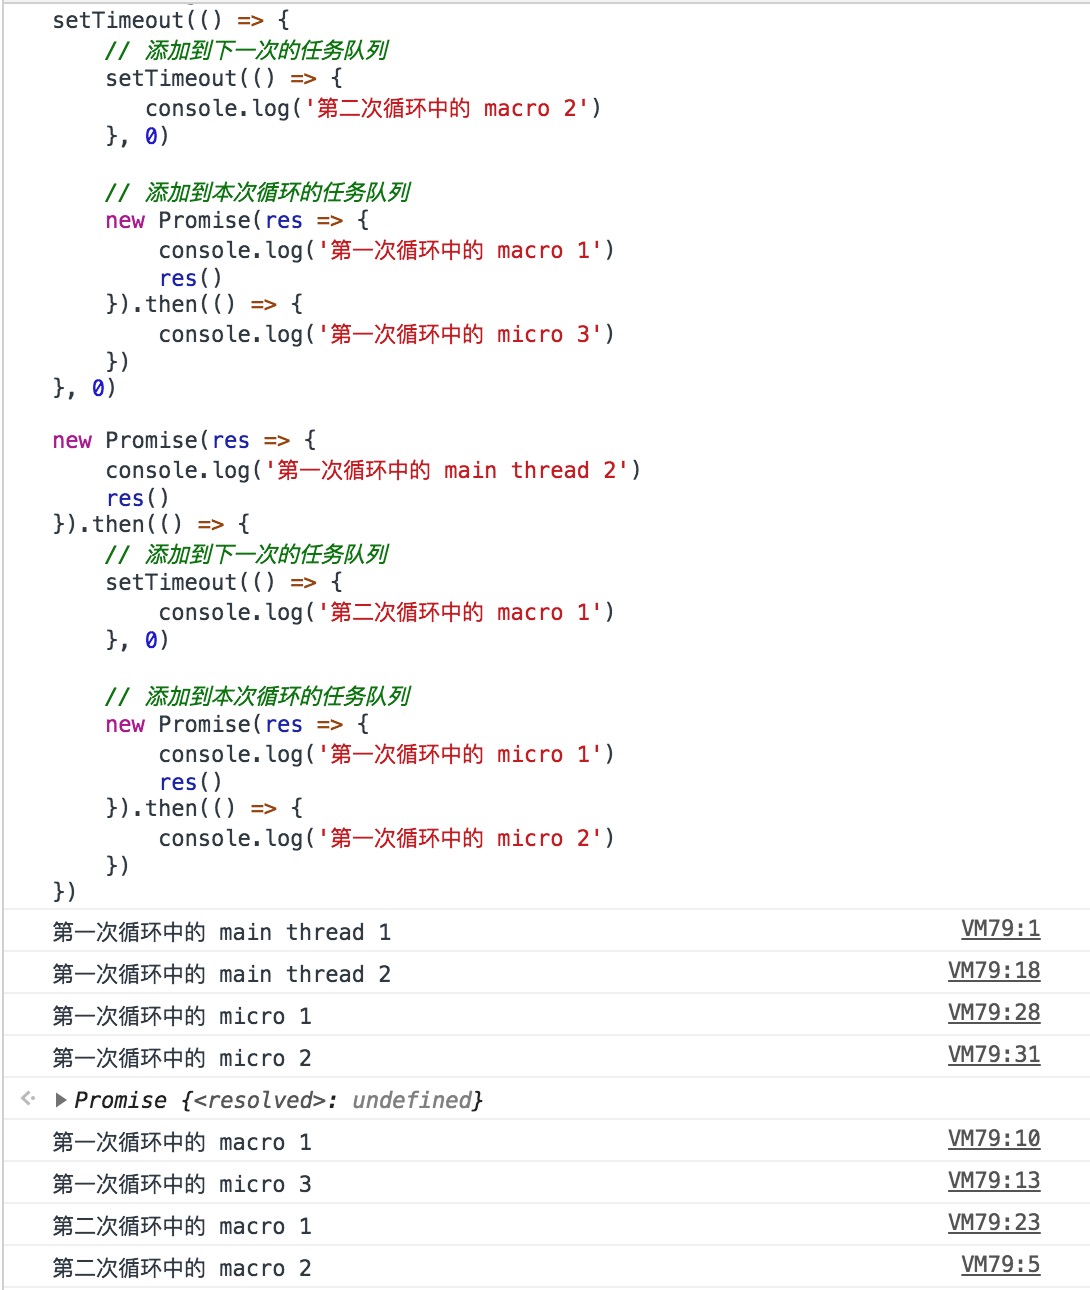 setTimeout(() => {
    // 添加到下一次的任务队列
    setTimeout(() => {
       console.log('第二次循环中的 macro 2')
    }, 0)

    // 添加到本次循环的任务队列
    new Promise(res => {
        console.log('第一次循环中的 macro 1')
        res()
    }).then(() => {
        console.log('第一次循环中的 micro 3')
    })
}, 0)

new Promise(res => {
    console.log('第一次循环中的 main thread 2')
    res()
}).then(() => {
    // 添加到下一次的任务队列
    setTimeout(() => {
        console.log('第二次循环中的 macro 1')
    }, 0)

    // 添加到本次循环的任务队列
    new Promise(res => {
        console.log('第一次循环中的 micro 1')
        res()
    }).then(() => {
        console.log('第一次循环中的 micro 2')
    })
})
第一次循环中的 main thread 1 VM79:1
第一次循环中的 main thread 2 VM79:18
第一次循环中的 micro 1 VM79:28
第一次循环中的 micro 2 VM79:31
Promise {<resolved>: undefined}
第一次循环中的 macro 1 VM79:10
第一次循环中的 micro 3 VM79:13
第二次循环中的 macro 1 VM79:23
第二次循环中的 macro 2 VM79:5